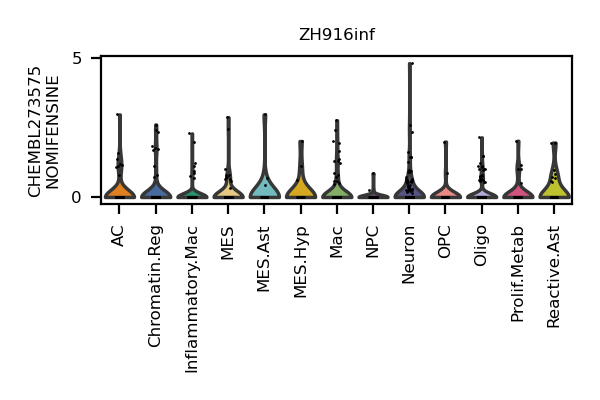 ZH916inf
CHEMBL273575
NOMIFENSINE
5
0
AC
Chromatin.Reg
Inflammatory.Mac
MES
MES.Ast
MES.Hyp
Mac
NPC
Neuron
OPC
Oligo
Prolif.Metab
Reactive.Ast